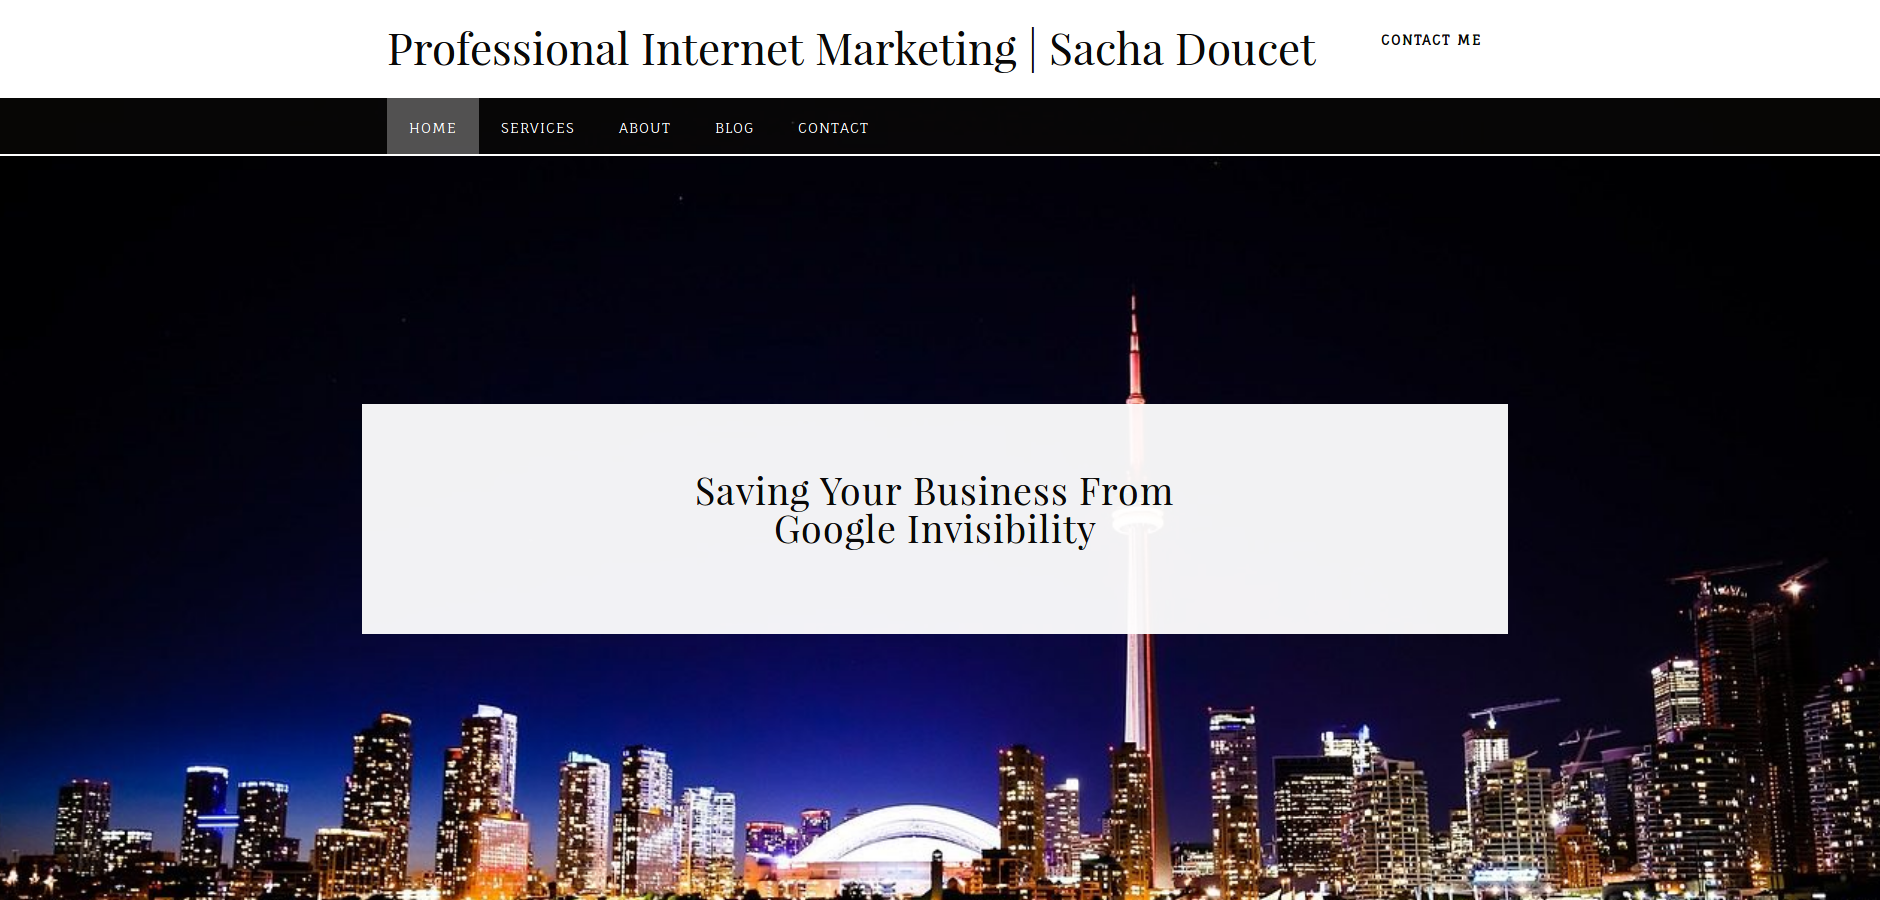 Professional Internet Marketing | Sacha Doucet
CONTACT ME
HOME
SERVICES
ABOUT
BLOG
CONTACT
Saving Your Business From
Google Invisibility